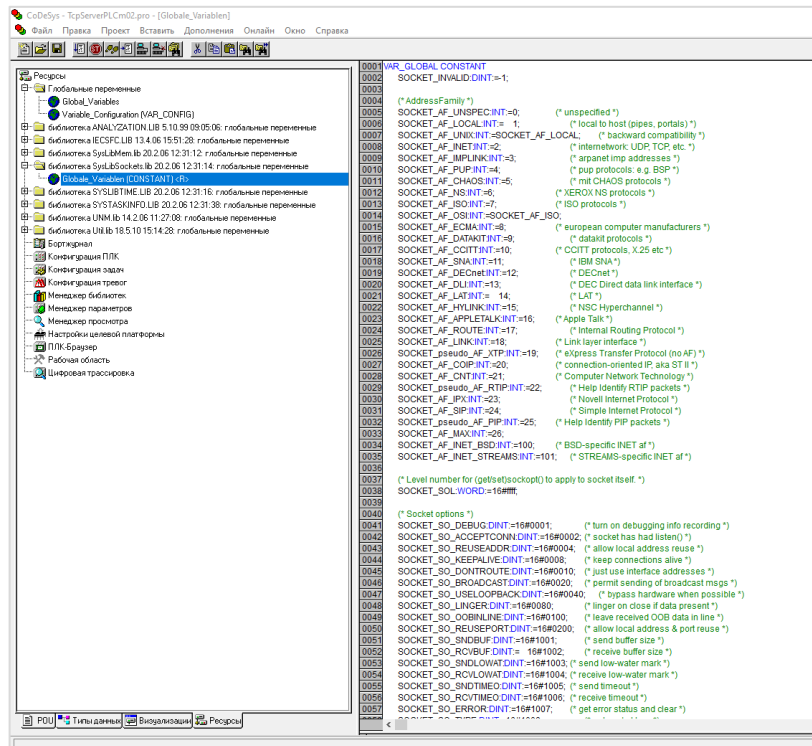 CoDeSys - TcpServerPLCm02.pro - [Globale_Variablen]
Файл Правка Проект Вставить Дополнения Онлайн Окно Справка
Ресурсы
Глобальные переменные
Global_Variables
Variable_Configuration (VAR_CONFIG)
библиотека ANALYZATION.LIB 5.10.99 09:05:06: глобальные переменные
библиотека IECSFC.LIB 13.4.06 15:51:28: глобальные переменные
библиотека SysLibMem.lib 20.2.06 12:31:12: глобальные переменные
библиотека SysLibSockets.lib 20.2.06 12:31:14: глобальные переменные
Globale_Variablen (CONSTANT) <R>
библиотека SYSLIBTIME.LIB 20.2.06 12:31:16: глобальные переменные
библиотека SYSTASKINFO.LIB 20.2.06 12:31:38: глобальные переменные
библиотека UNM.lib 14.2.06 11:27:08: глобальные переменные
библиотека Util.lib 18.5.10 15:14:28: глобальные переменные
Бортжурнал
Конфигурация ПЛК
Конфигурация задач
Конфигурация тревог
Менеджер библиотек
Менеджер параметров
Менеджер просмотра
Настройки целевой платформы
ПЛК-Браузер
Рабочая область
Цифровая трассировка
POU Типы данных Визуализации Ресурсы
0001 VAR_GLOBAL CONSTANT
0002 SOCKET_INVALID:DINT:=-1;
0003
0004 (* AddressFamily *)
0005 SOCKET_AF_UNSPEC:INT:=0; (* unspecified *)
0006 SOCKET_AF_LOCAL:INT:= 1; (* local to host (pipes, portals) *)
0007 SOCKET_AF_UNIX:INT:=SOCKET_AF_LOCAL; (* backward compatibility *)
0008 SOCKET_AF_INET:INT:=2; (* internetwork: UDP, TCP, etc. *)
0009 SOCKET_AF_IMPLINK:INT:=3; (* arpanet imp addresses *)
0010 SOCKET_AF_PUP:INT:=4; (* pup protocols: e.g. BSP *)
0011 SOCKET_AF_CHAOS:INT:=5; (* mit CHAOS protocols *)
0012 SOCKET_AF_NS:INT:=6; (* XEROX NS protocols *)
0013 SOCKET_AF_ISO:INT:=7; (* ISO protocols *)
0014 SOCKET_AF_OSI:INT:=SOCKET_AF_ISO;
0015 SOCKET_AF_ECMA:INT:=8; (* european computer manufacturers *)
0016 SOCKET_AF_DATAKIT:INT:=9; (* datakit protocols *)
0017 SOCKET_AF_CCITT:INT:=10; (* CCITT protocols, X.25 etc *)
0018 SOCKET_AF_SNA:INT:=11; (* IBM SNA *)
0019 SOCKET_AF_DECnet:INT:=12; (* DECnet *)
0020 SOCKET_AF_DLI:INT:=13; (* DEC Direct data link interface *)
0021 SOCKET_AF_LAT:INT:= 14; (* LAT *)
0022 SOCKET_AF_HYLINK:INT:=15; (* NSC Hyperchannel *)
0023 SOCKET_AF_APPLETALK:INT:=16; (* Apple Talk *)
0024 SOCKET_AF_ROUTE:INT:=17; (* Internal Routing Protocol *)
0025 SOCKET_AF_LINK:INT:=18; (* Link layer interface *)
0026 SOCKET_pseudo_AF_XTP:INT:=19; (* eXpress Transfer Protocol (no AF) *)
0027 SOCKET_AF_COIP:INT:=20; (* connection-oriented IP, aka ST II *)
0028 SOCKET_AF_CNT:INT:=21; (* Computer Network Technology *)
0029 SOCKET_pseudo_AF_RTIP:INT:=22; (* Help Identify RTIP packets *)
0030 SOCKET_AF_IPX:INT:=23; (* Novell Internet Protocol *)
0031 SOCKET_AF_SIP:INT:=24; (* Simple Internet Protocol *)
0032 SOCKET_pseudo_AF_PIP:INT:=25; (* Help Identify PIP packets *)
0033 SOCKET_AF_MAX:INT:=26;
0034 SOCKET_AF_INET_BSD:INT:=100; (* BSD-specific INET af *)
0035 SOCKET_AF_INET_STREAMS:INT:=101; (* STREAMS-specific INET af *)
0036
0037 (* Level number for (get/set)sockopt() to apply to socket itself. *)
0038 SOCKET_SOL:WORD:=16#ffff;
0039
0040 (* Socket options *)
0041 SOCKET_SO_DEBUG:DINT:=16#0001; (* turn on debugging info recording *)
0042 SOCKET_SO_ACCEPTCONN:DINT:=16#0002; (* socket has had listen() *)
0043 SOCKET_SO_REUSEADDR:DINT:=16#0004; (* allow local address reuse *)
0044 SOCKET_SO_KEEPALIVE:DINT:=16#0008; (* keep connections alive *)
0045 SOCKET_SO_DONTROUTE:DINT:=16#0010; (* just use interface addresses *)
0046 SOCKET_SO_BROADCAST:DINT:=16#0020; (* permit sending of broadcast msgs *)
0047 SOCKET_SO_USELOOPBACK:DINT:=16#0040; (* bypass hardware when possible *)
0048 SOCKET_SO_LINGER:DINT:=16#0080; (* linger on close if data present *)
0049 SOCKET_SO_OOBINLINE:DINT:=16#0100; (* leave received OOB data in line *)
0050 SOCKET_SO_REUSEPORT:DINT:=16#0200; (* allow local address & port reuse *)
0051 SOCKET_SO_SNDBUF:DINT:=16#1001; (* send buffer size *)
0052 SOCKET_SO_RCVBUF:DINT:= 16#1002; (* receive buffer size *)
0053 SOCKET_SO_SNDLOWAT:DINT:=16#1003; (* send low-water mark *)
0054 SOCKET_SO_RCVLOWAT:DINT:=16#1004; (* receive low-water mark *)
0055 SOCKET_SO_SNDTIMEO:DINT:=16#1005; (* send timeout *)
0056 SOCKET_SO_RCVTIMEO:DINT:=16#1006; (* receive timeout *)
0057 SOCKET_SO_ERROR:DINT:=16#1007; (* get error status and clear *)